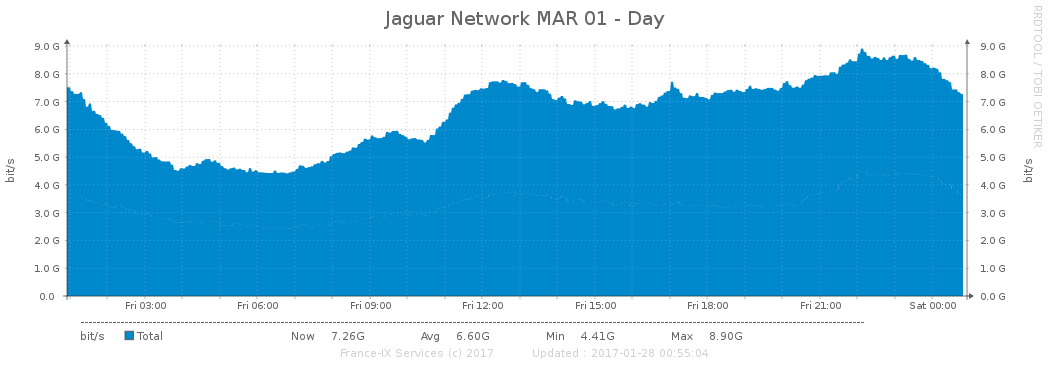 Jaguar Network MAR 01 - Day
RRDTOOL / TOBI OETIKER
9.0 G 9.0 G
8.0 G 8.0 G
7.0 G 7.0 G
6.0 G 6.0 G
5.0 G 5.0 G
4.0 G 4.0 G
3.0 G 3.0 G
2.0 G 2.0 G
1.0 G 1.0 G
0.0 0.0 G
bit/s
bit/s
Fri 03:00 Fri 06:00 Fri 09:00 Fri 12:00 Fri 15:00 Fri 18:00 Fri 21:00 Sat 00:00
bit/s Total Now 7.26G Avg 6.60G Min 4.41G Max 8.90G
France-IX Services (c) 2017 Updated : 2017-01-28 00:55:04